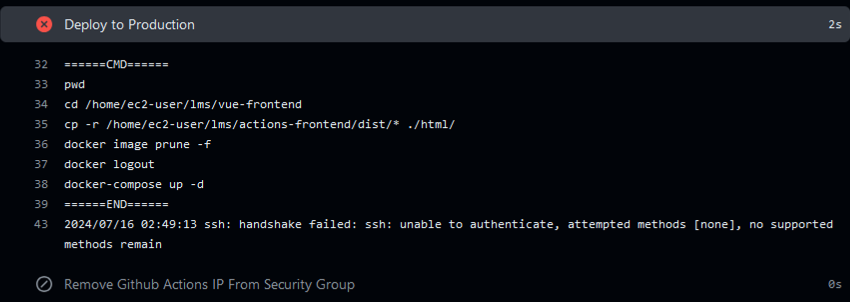 Deploy to Production 2s
32 ======CMD======
33 pwd
34 cd /home/ec2-user/lms/vue-frontend
35 cp -r /home/ec2-user/lms/actions-frontend/dist/* ./html/
36 docker image prune -f
37 docker logout
38 docker-compose up -d
39 ======END======
43 2024/07/16 02:49:13 ssh: handshake failed: ssh: unable to authenticate, attempted methods [none], no supported
methods remain
Remove Github Actions IP From Security Group 0s